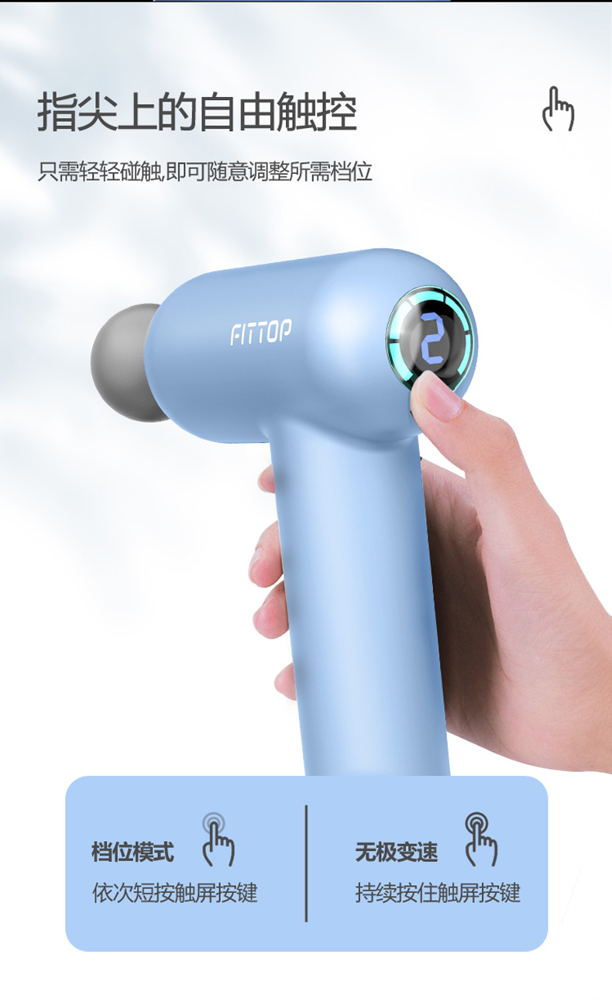 指尖上的自由触控
只需轻轻碰触,即可随意调整所需档位
FITTOP
2
档位模式
依次短按触屏按键
无极变速
持续按住触屏按键